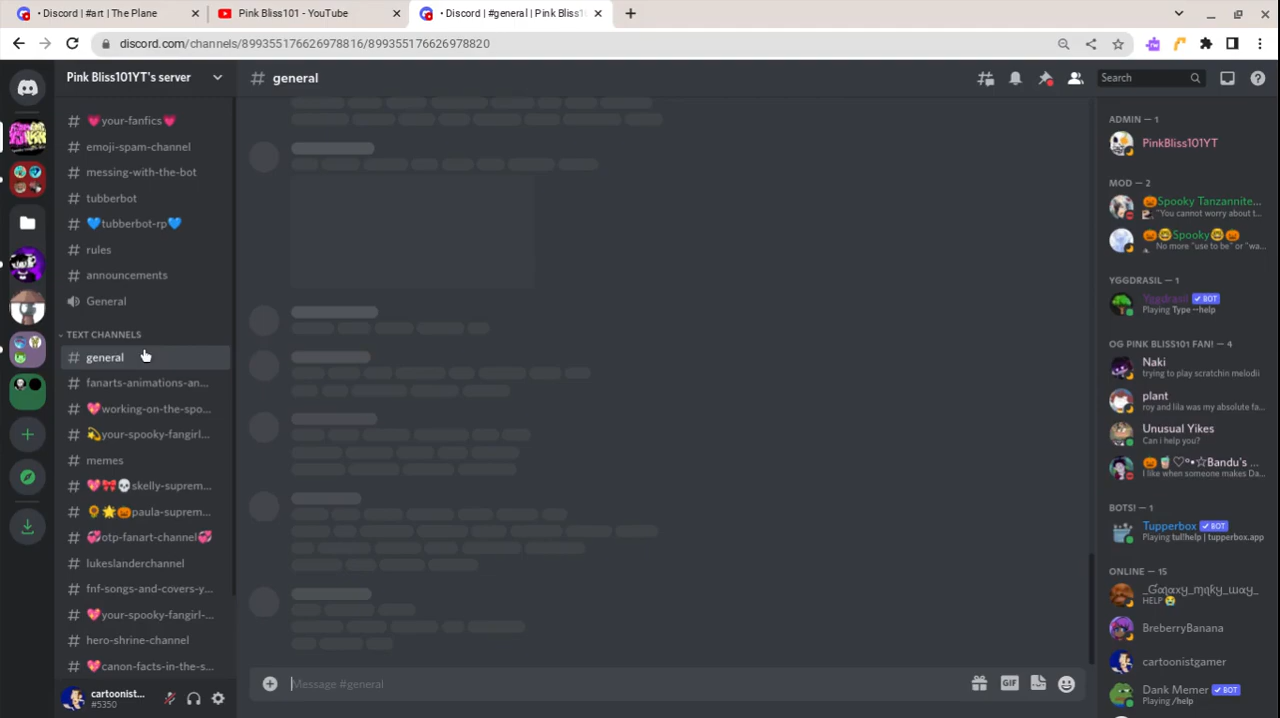 Discord | #art | The Plane
Pink Bliss101 - YouTube
Discord | #general | Pink Bliss1
discord.com/channels/899355176626978816/899355176626978820
Pink Bliss101YT's server
general
Search
your-fanfics
emoji-spam-channel
messing-with-the-bot
tubberbot
tubberbot-rp
rules
announcements
General
TEXT CHANNELS
general
fanarts-animations-an...
working-on-the-spo...
your-spooky-fangirl...
memes
skelly-suprem...
paula-suprem...
otp-fanart-channel
lukeslanderchannel
fnf-songs-and-covers-y...
your-spooky-fangirl-...
hero-shrine-channel
canon-facts-in-the-s...
cartoonist...
#5350
Message #general
GIF
ADMIN — 1
PinkBliss101YT
MOD — 2
Spooky Tanzannite...
"You cannot worry about t...
Spooky
No more "use to be" or "wa...
YGGDRASIL — 1
Yggdrasil BOT
Playing Type --help
OG PINK BLISS101 FAN! — 4
Naki
trying to play scratchin melodii
plant
roy and lila was my absolute fa...
Unusual Yikes
Can i help you?
Bandu's ...
I like when someone makes Da...
BOTS! — 1
Tupperbox BOT
Playing tul!help | tupperbox.app
ONLINE — 15
HELP
BreberryBanana
cartoonistgamer
Dank Memer BOT
Playing /help